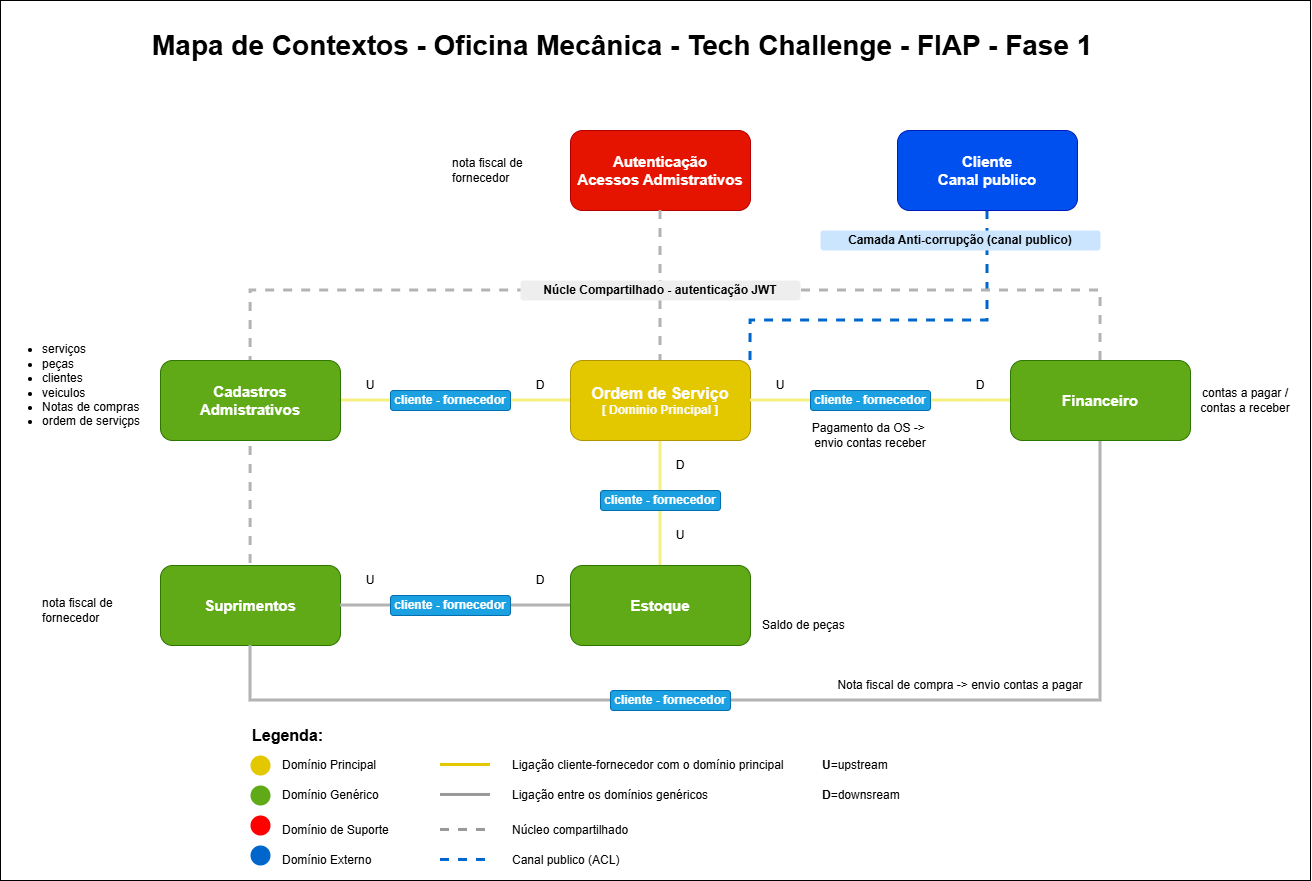 Mapa de Contextos - Oficina Mecânica - Tech Challenge - FIAP - Fase 1
nota fiscal de
fornecedor
Autenticação
Acessos Admistrativos
Cliente
Canal publico
Camada Anti-corrupção (canal publico)
Núcle Compartilhado - autenticação JWT
serviços
peças
clientes
veiculos
Notas de compras
ordem de serviçps
Cadastros
Admistrativos
U
cliente - fornecedor
D
Ordem de Serviço
[ Dominio Principal ]
U
cliente - fornecedor
D
Pagamento da OS ->
envio contas receber
Financeiro
contas a pagar /
contas a receber
D
cliente - fornecedor
U
nota fiscal de
fornecedor
Suprimentos
U
cliente - fornecedor
D
Estoque
Saldo de peças
Nota fiscal de compra -> envio contas a pagar
cliente - fornecedor
Legenda:
Domínio Principal
Ligação cliente-fornecedor com o domínio principal
U=upstream
Domínio Genérico
Ligação entre os domínios genéricos
D=downsream
Domínio de Suporte
Núcleo compartilhado
Domínio Externo
Canal publico (ACL)